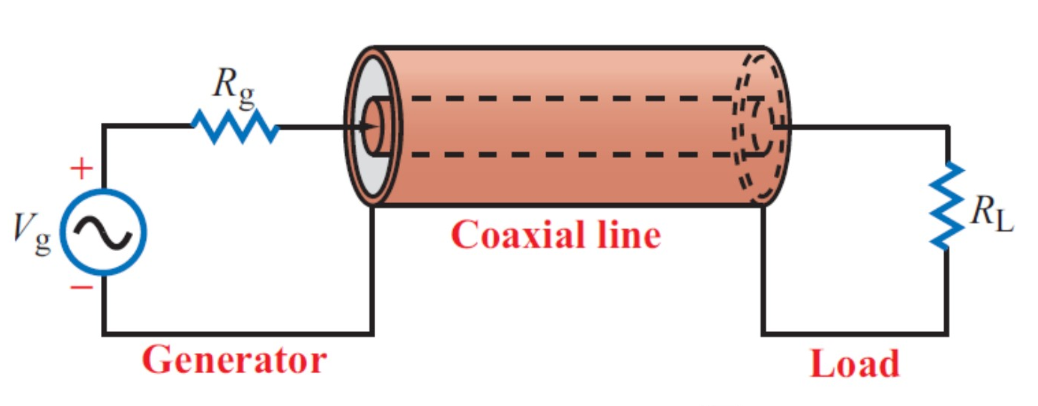 Rg
+
Vg
−
Coaxial line
RL
Generator
Load